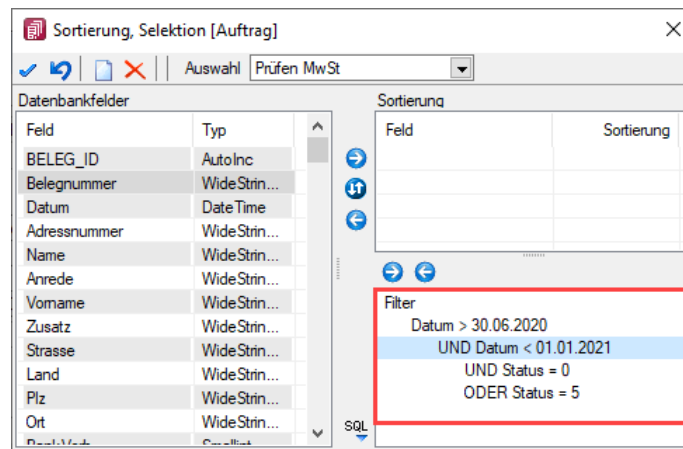 Sortierung, Selektion [Auftrag]
Auswahl Prüfen MwSt
Datenbankfelder
Feld Typ
BELEG_ID AutoInc
Belegnummer WideStrin...
Datum DateTime
Adressnummer WideStrin...
Name WideStrin...
Anrede WideStrin...
Vorname WideStrin...
Zusatz WideStrin...
Strasse WideStrin...
Land WideStrin...
Plz WideStrin...
Ort WideStrin...
Sortierung
Feld Sortierung
Filter
Datum > 30.06.2020
UND Datum < 01.01.2021
UND Status = 0
ODER Status = 5
SQL